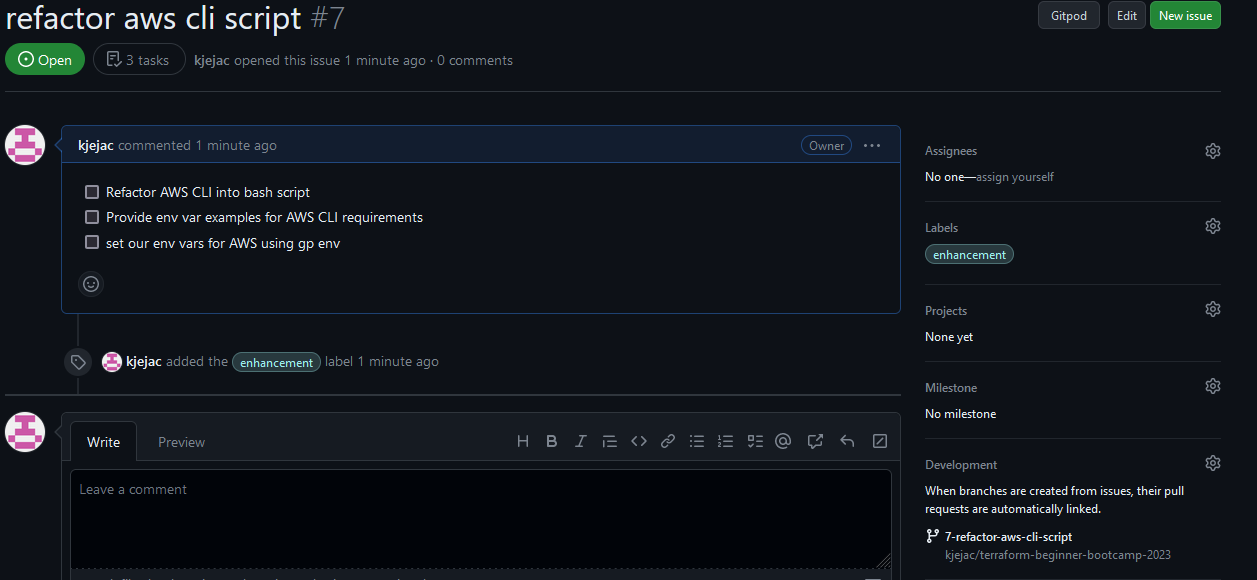 refactor aws cli script #7
Gitpod
Edit
New issue
Open
3 tasks
kjejac opened this issue 1 minute ago · 0 comments
kjejac commented 1 minute ago
Owner
Refactor AWS CLI into bash script
Provide env var examples for AWS CLI requirements
set our env vars for AWS using gp env
kjejac added the enhancement label 1 minute ago
Write
Preview
Leave a comment
Assignees
No one—assign yourself
Labels
enhancement
Projects
None yet
Milestone
No milestone
Development
When branches are created from issues, their pull
requests are automatically linked.
7-refactor-aws-cli-script
kjejac/terraform-beginner-bootcamp-2023